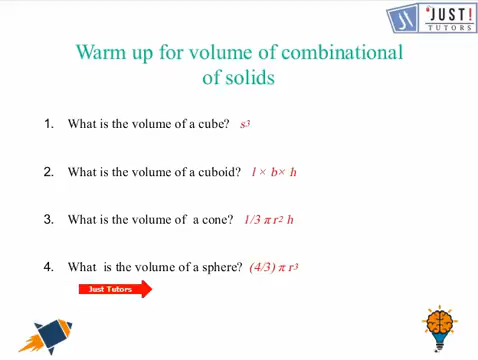 'JUST!
TUTORS
Warm up for volume of combinational
of solids
1. What is the volume of a cube? s³
2. What is the volume of a cuboid? l × b× h
3. What is the volume of a cone? 1/3 π r² h
4. What is the volume of a sphere? (4/3) π r³
Just Tutors